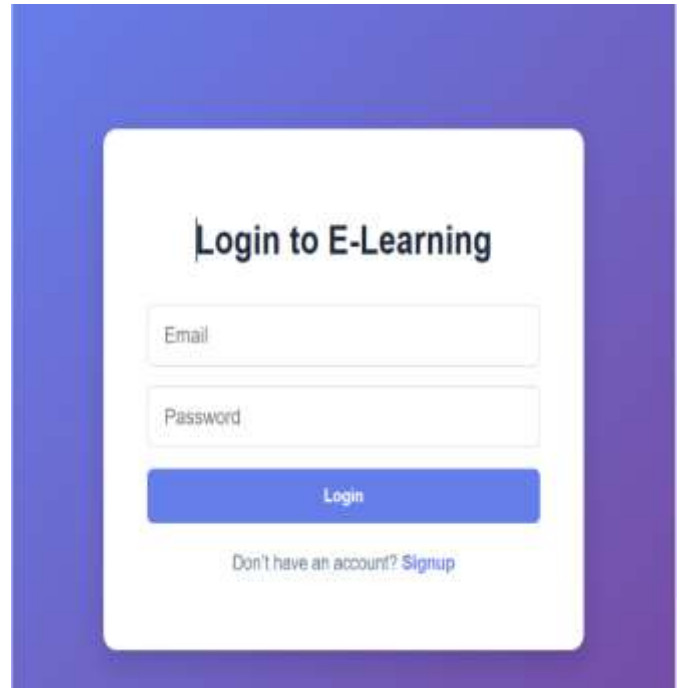 Login to E-Learning
Email
Password
Login
Don't have an account? Signup